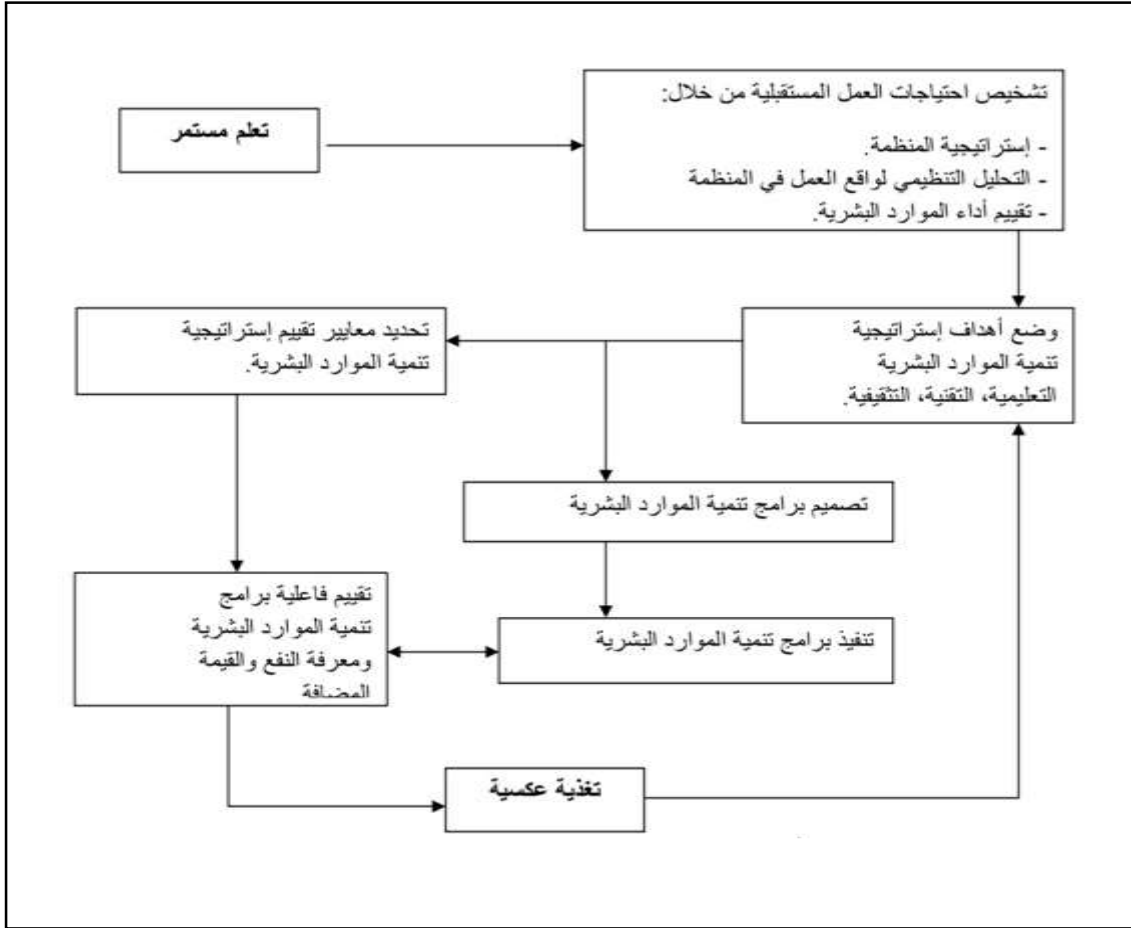 تشخيص احتياجات العمل المستقبلية من خلال:
- إستراتيجية المنظمة.
- التحليل التنظيمي لواقع العمل في المنظمة
- تقييم أداء الموارد البشرية.
تعلم مستمر
وضع أهداف إستراتيجية
تنمية الموارد البشرية
التعليمية، التقنية، التثقيفية.
تحديد معايير تقييم إستراتيجية
تنمية الموارد البشرية.
تصميم برامج تنمية الموارد البشرية
تنفيذ برامج تنمية الموارد البشرية
تقييم فاعلية برامج
تنمية الموارد البشرية
ومعرفة النفع والقيمة
المضافة
تغذية عكسية